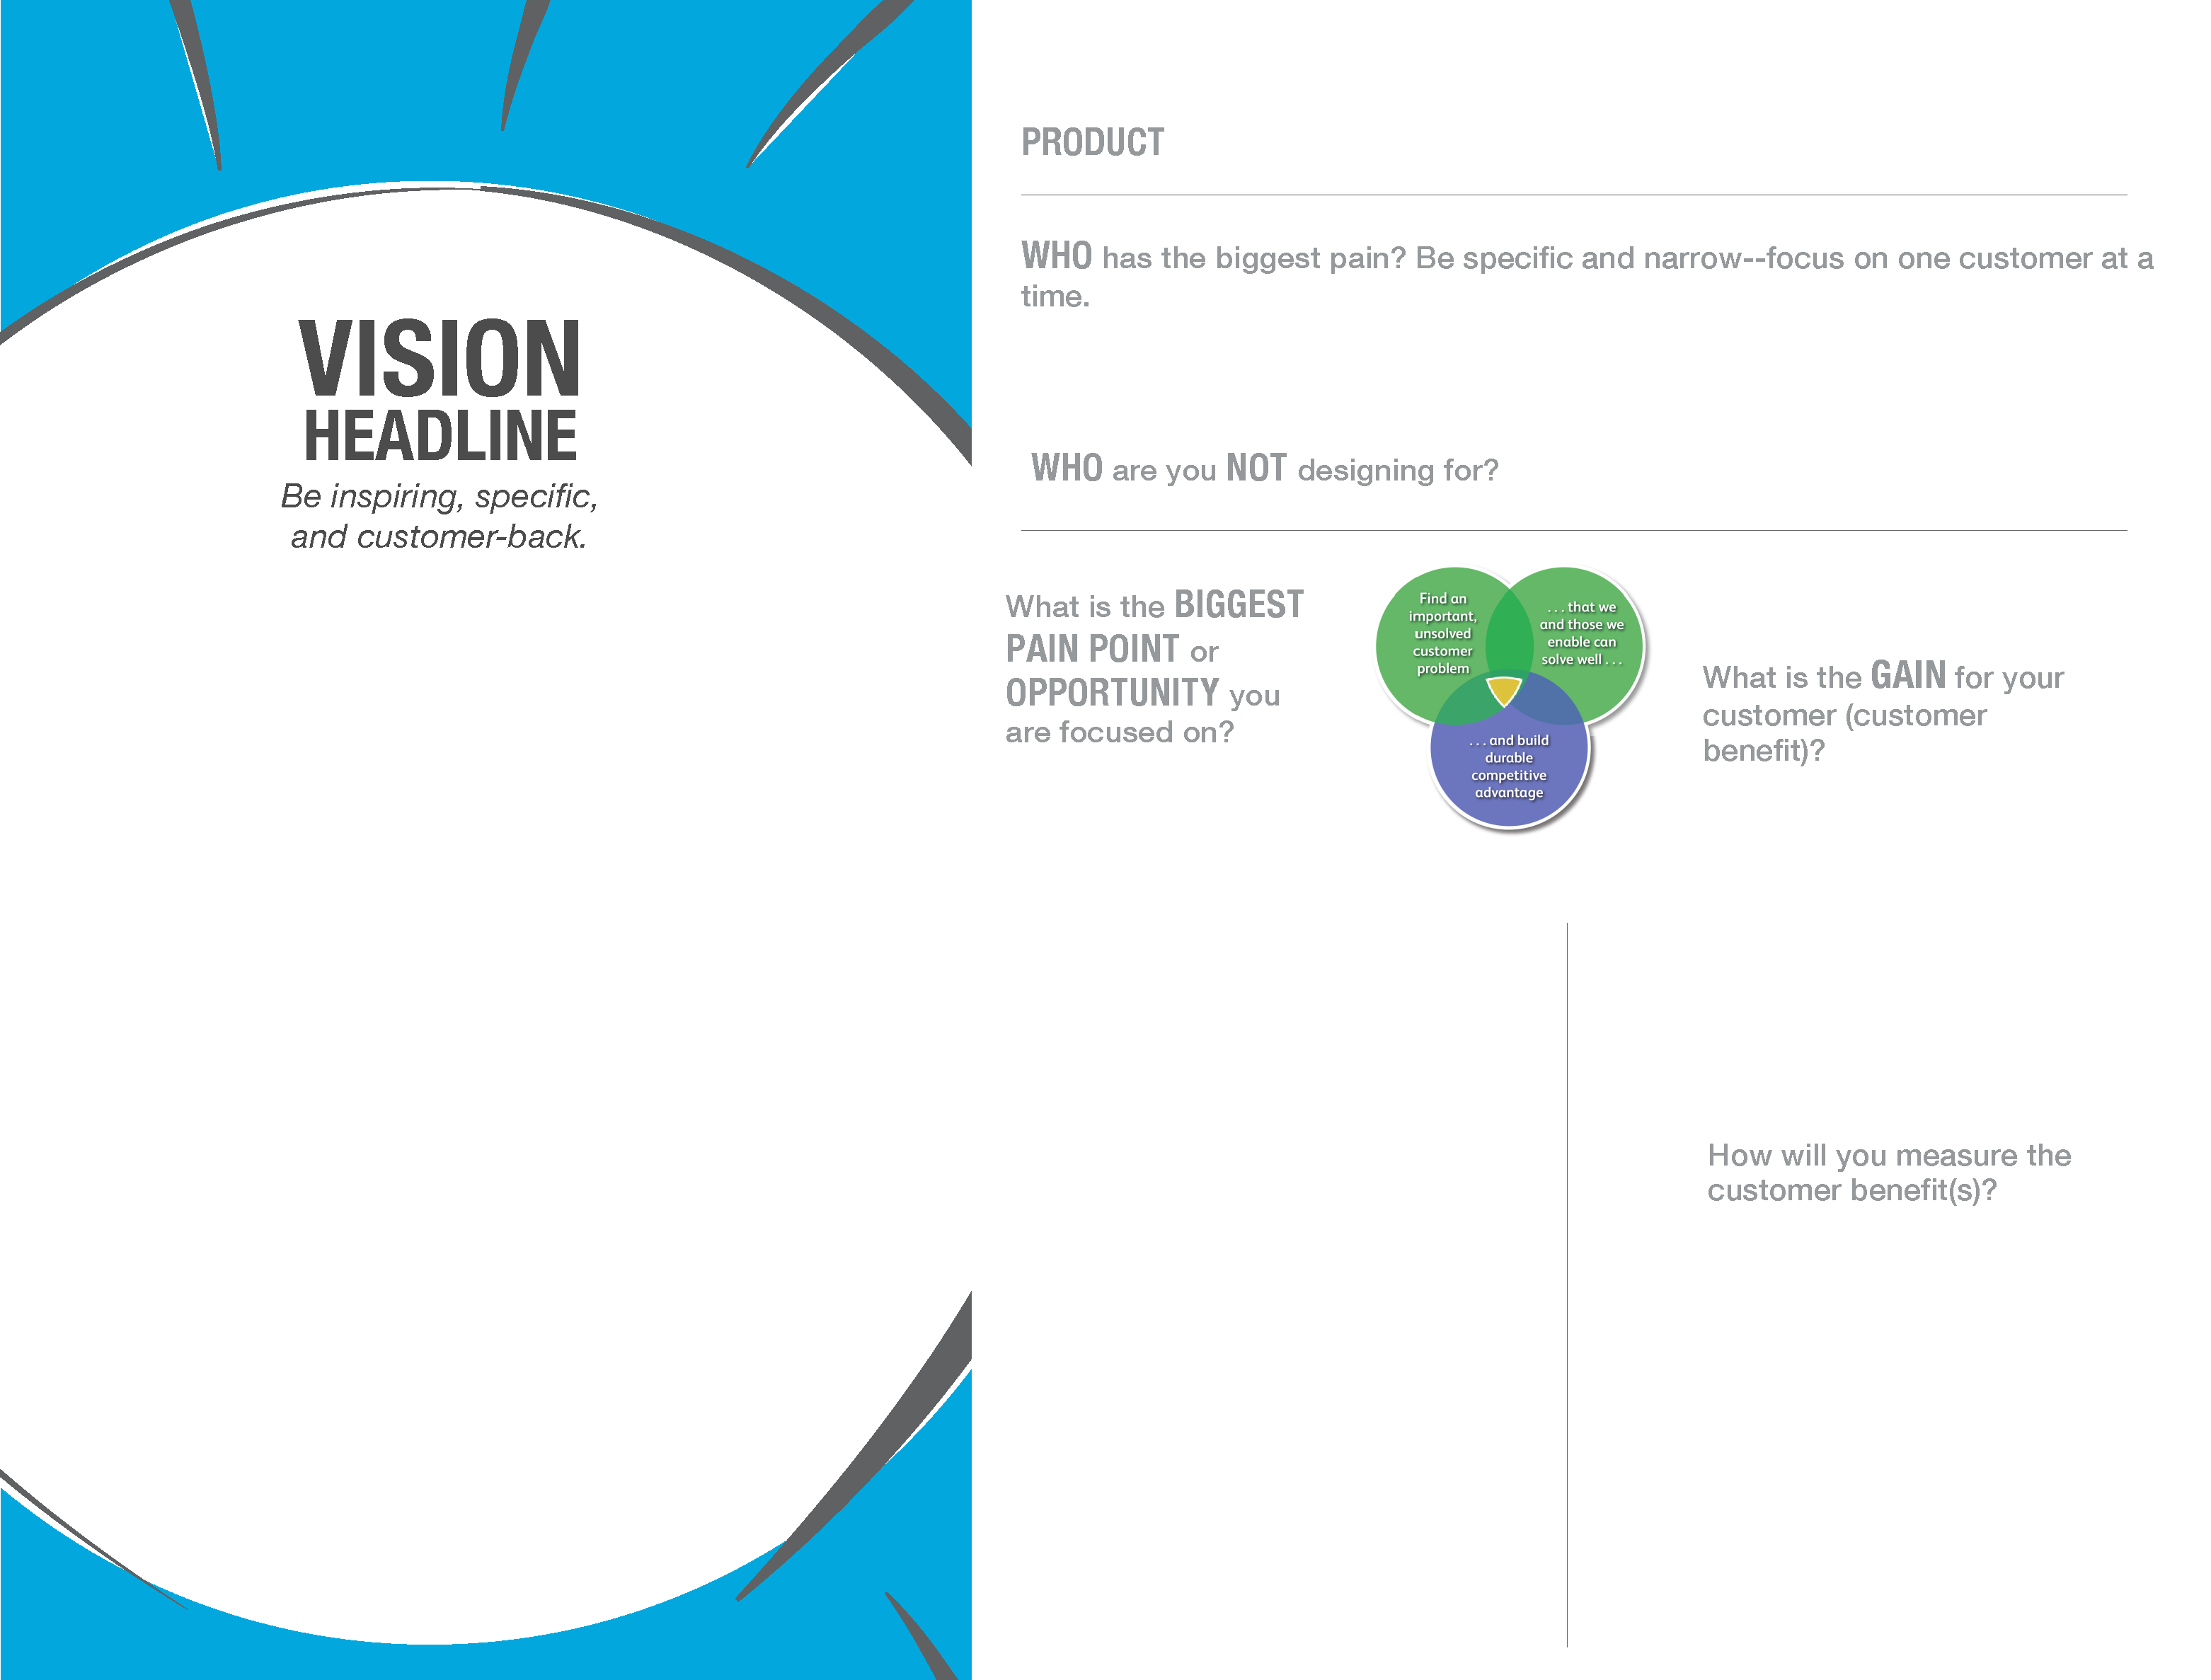 VISION
HEADLINE
Be inspiring, specific,
and customer-back.
PRODUCT
WHO has the biggest pain? Be specific and narrow--focus on one customer at a
time.
WHO are you NOT designing for?
What is the BIGGEST
PAIN POINT or
OPPORTUNITY you
are focused on?
Find an
important,
unsolved
customer
problem
. . . that we
and those we
enable can
solve well . . .
. . . and build
durable
competitive
advantage
What is the GAIN for your
customer (customer
benefit)?
How will you measure the
customer benefit(s)?